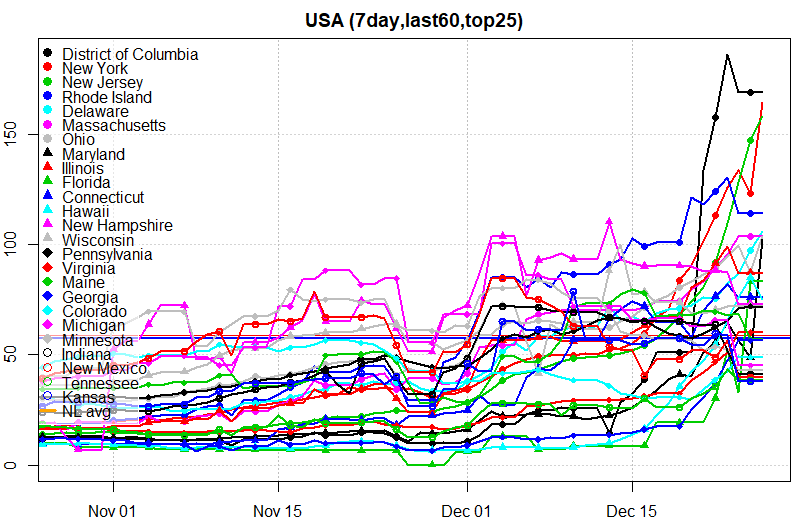 USA (7day,last60,top25)
District of Columbia
New York
New Jersey
Rhode Island
Delaware
Massachusetts
Ohio
Maryland
Illinois
Florida
Connecticut
Hawaii
New Hampshire
Wisconsin
Pennsylvania
Virginia
Maine
Georgia
Colorado
Michigan
Minnesota
Indiana
New Mexico
Tennessee
Kansas
NL avg
150
100
50
0
Nov 01 Nov 15 Dec 01 Dec 15